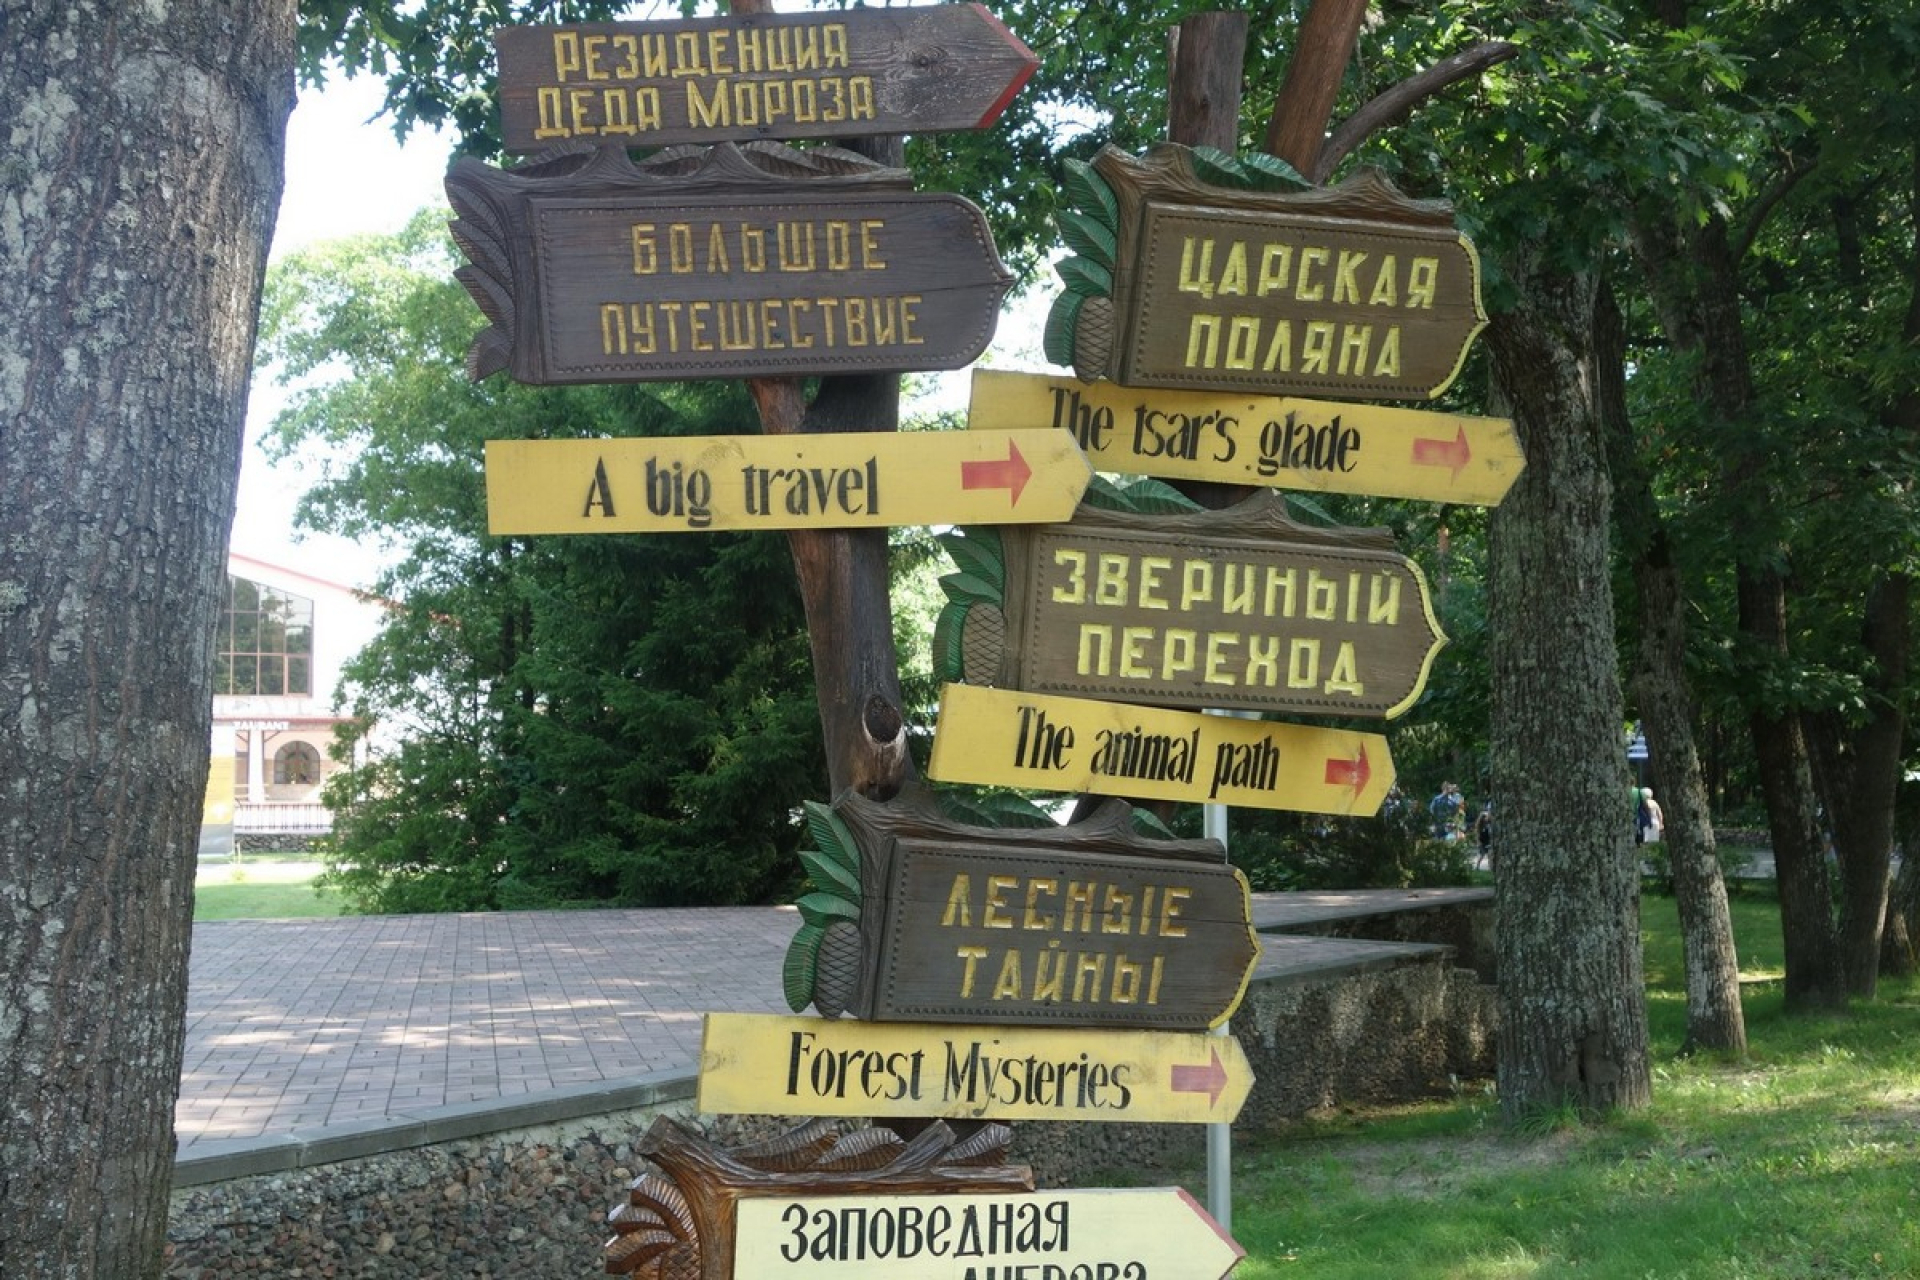 РЕЗИДЕНЦИЯ
ДЕДА МОРОЗА
БОЛЬШОЕ
ПУТЕШЕСТВИЕ
A big travel
ЦАРСКАЯ
ПОЛЯНА
The tsar's glade
ЗВЕРИНЫЙ
ПЕРЕХОД
The animal path
ЛЕСНЫЕ
ТАЙНЫ
Forest Mysteries
ЗАПОВЕДНАЯ